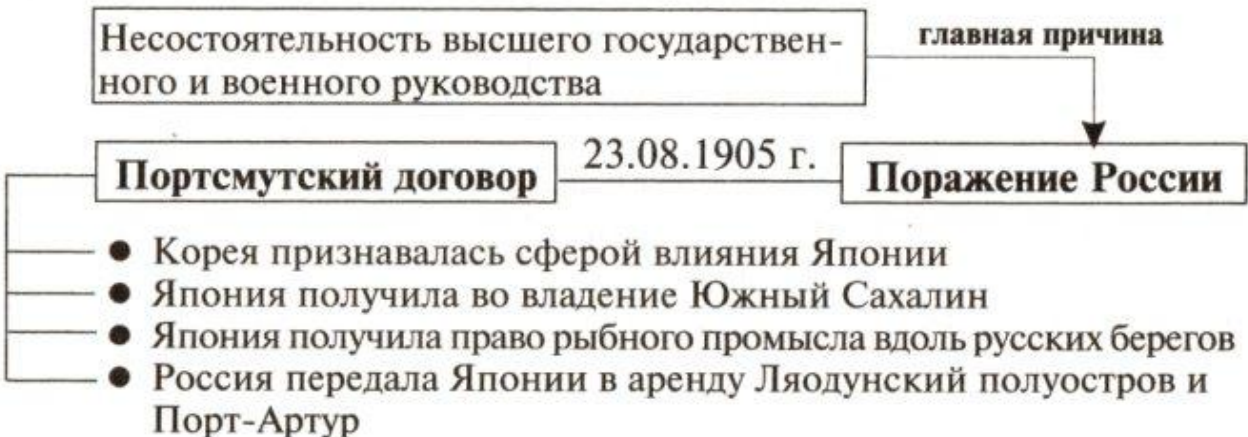 Несостоятельность высшего государствен-
ного и военного руководства
главная причина
Портсмутский договор
23.08.1905 г.
Поражение России
● Корея признавалась сферой влияния Японии
● Япония получила во владение Южный Сахалин
● Япония получила право рыбного промысла вдоль русских берегов
● Россия передала Японии в аренду Ляодунский полуостров и
Порт-Артур